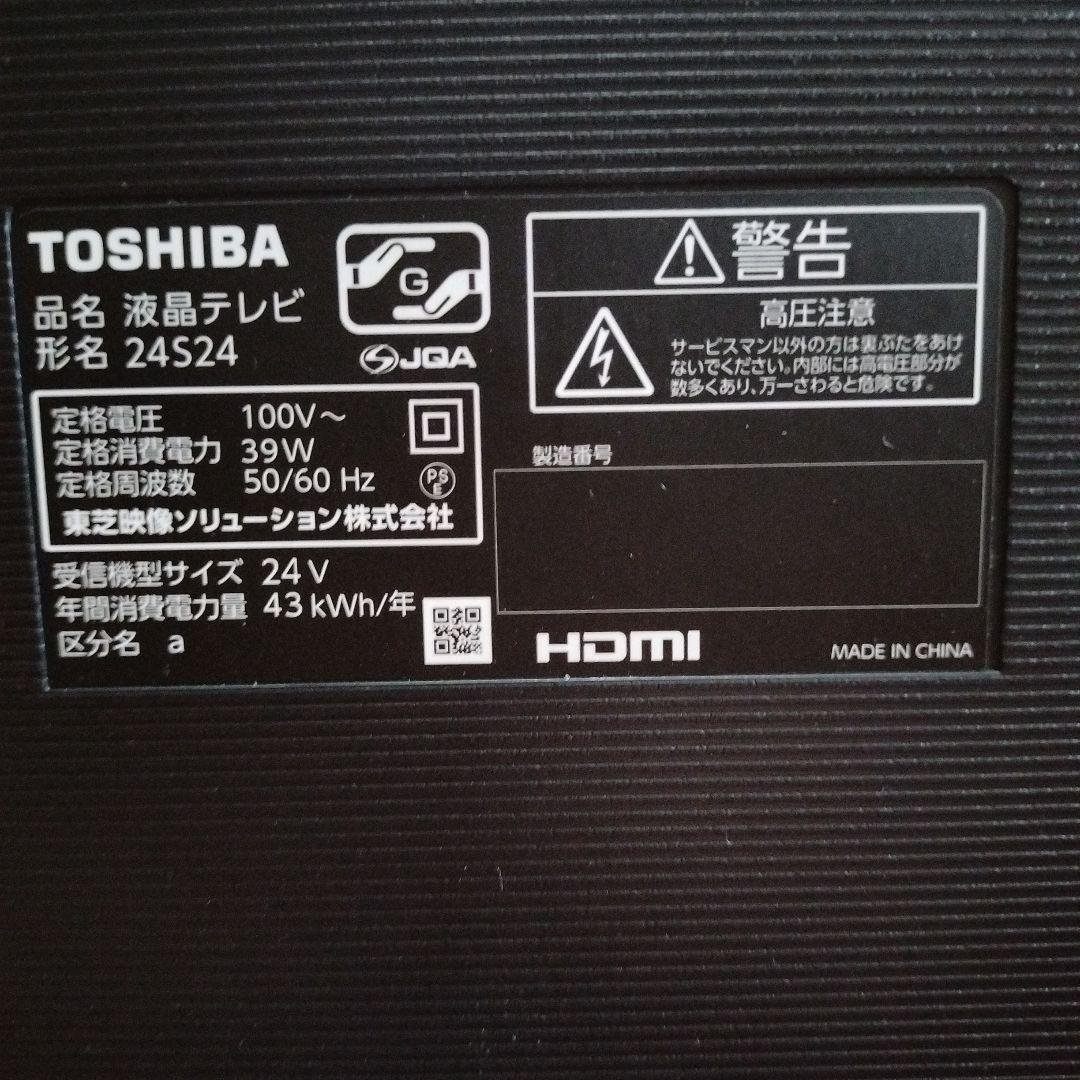 TOSHIBA
品名 液晶テレビ
形名 24S24
G
JQA
定格電圧 100V～
定格消費電力 39W
定格周波数 50/60 Hz
PS
E
東芝映像ソリューション株式会社
受信機型サイズ 24V
年間消費電力量 43kWh/年
区分名 a
警告
高圧注意
サービスマン以外の方は裏ぶたをあけ
ないでください。内部には高電圧部分が
数多くあり、万一さわると危険です。
製造番号
HDMI
MADE IN CHINA